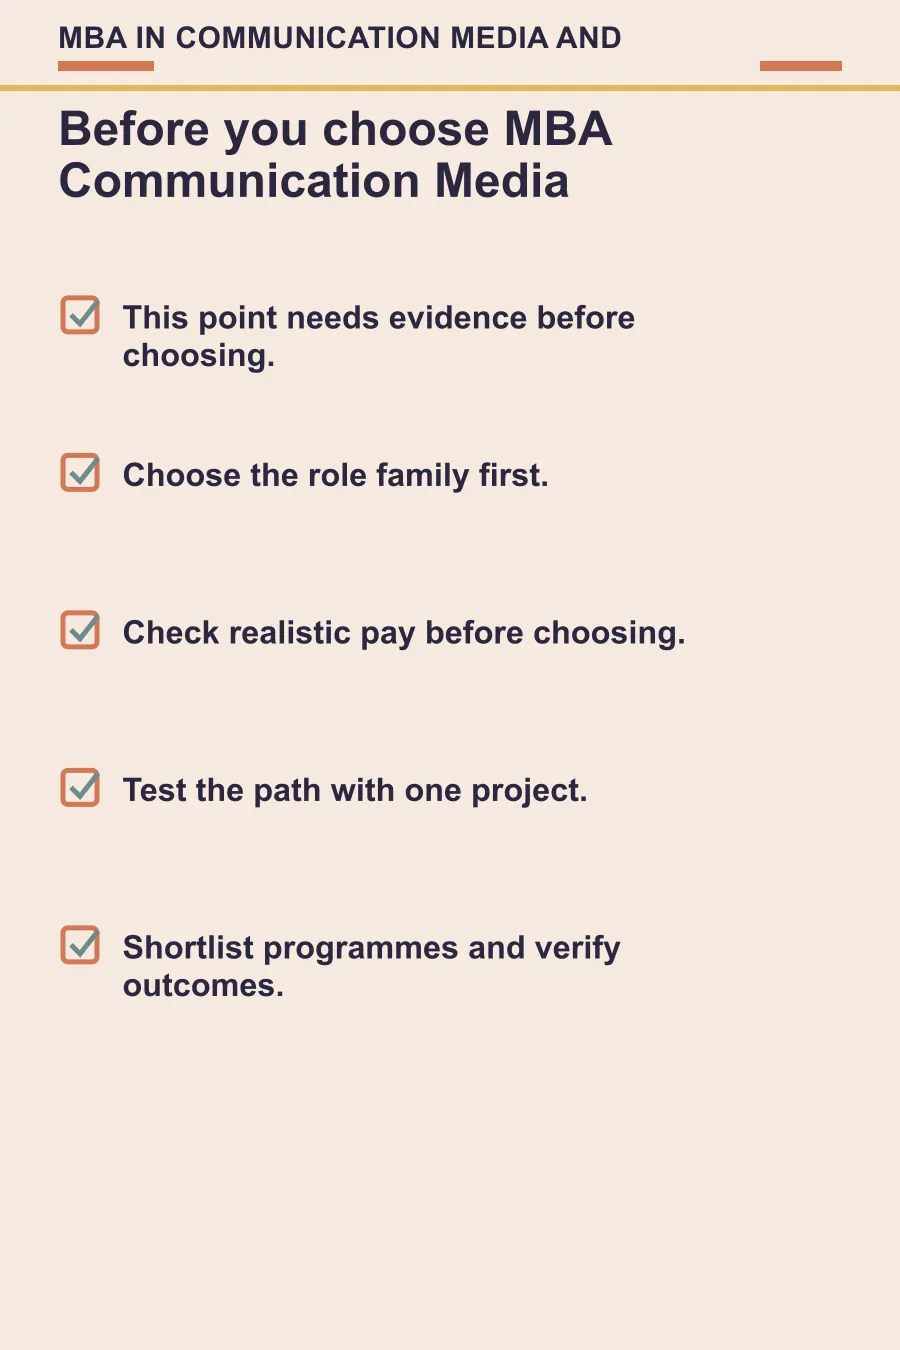 MBA IN COMMUNICATION MEDIA AND
Before you choose MBA
Communication Media
This point needs evidence before
choosing.
Choose the role family first.
Check realistic pay before choosing.
Test the path with one project.
Shortlist programmes and verify
outcomes.